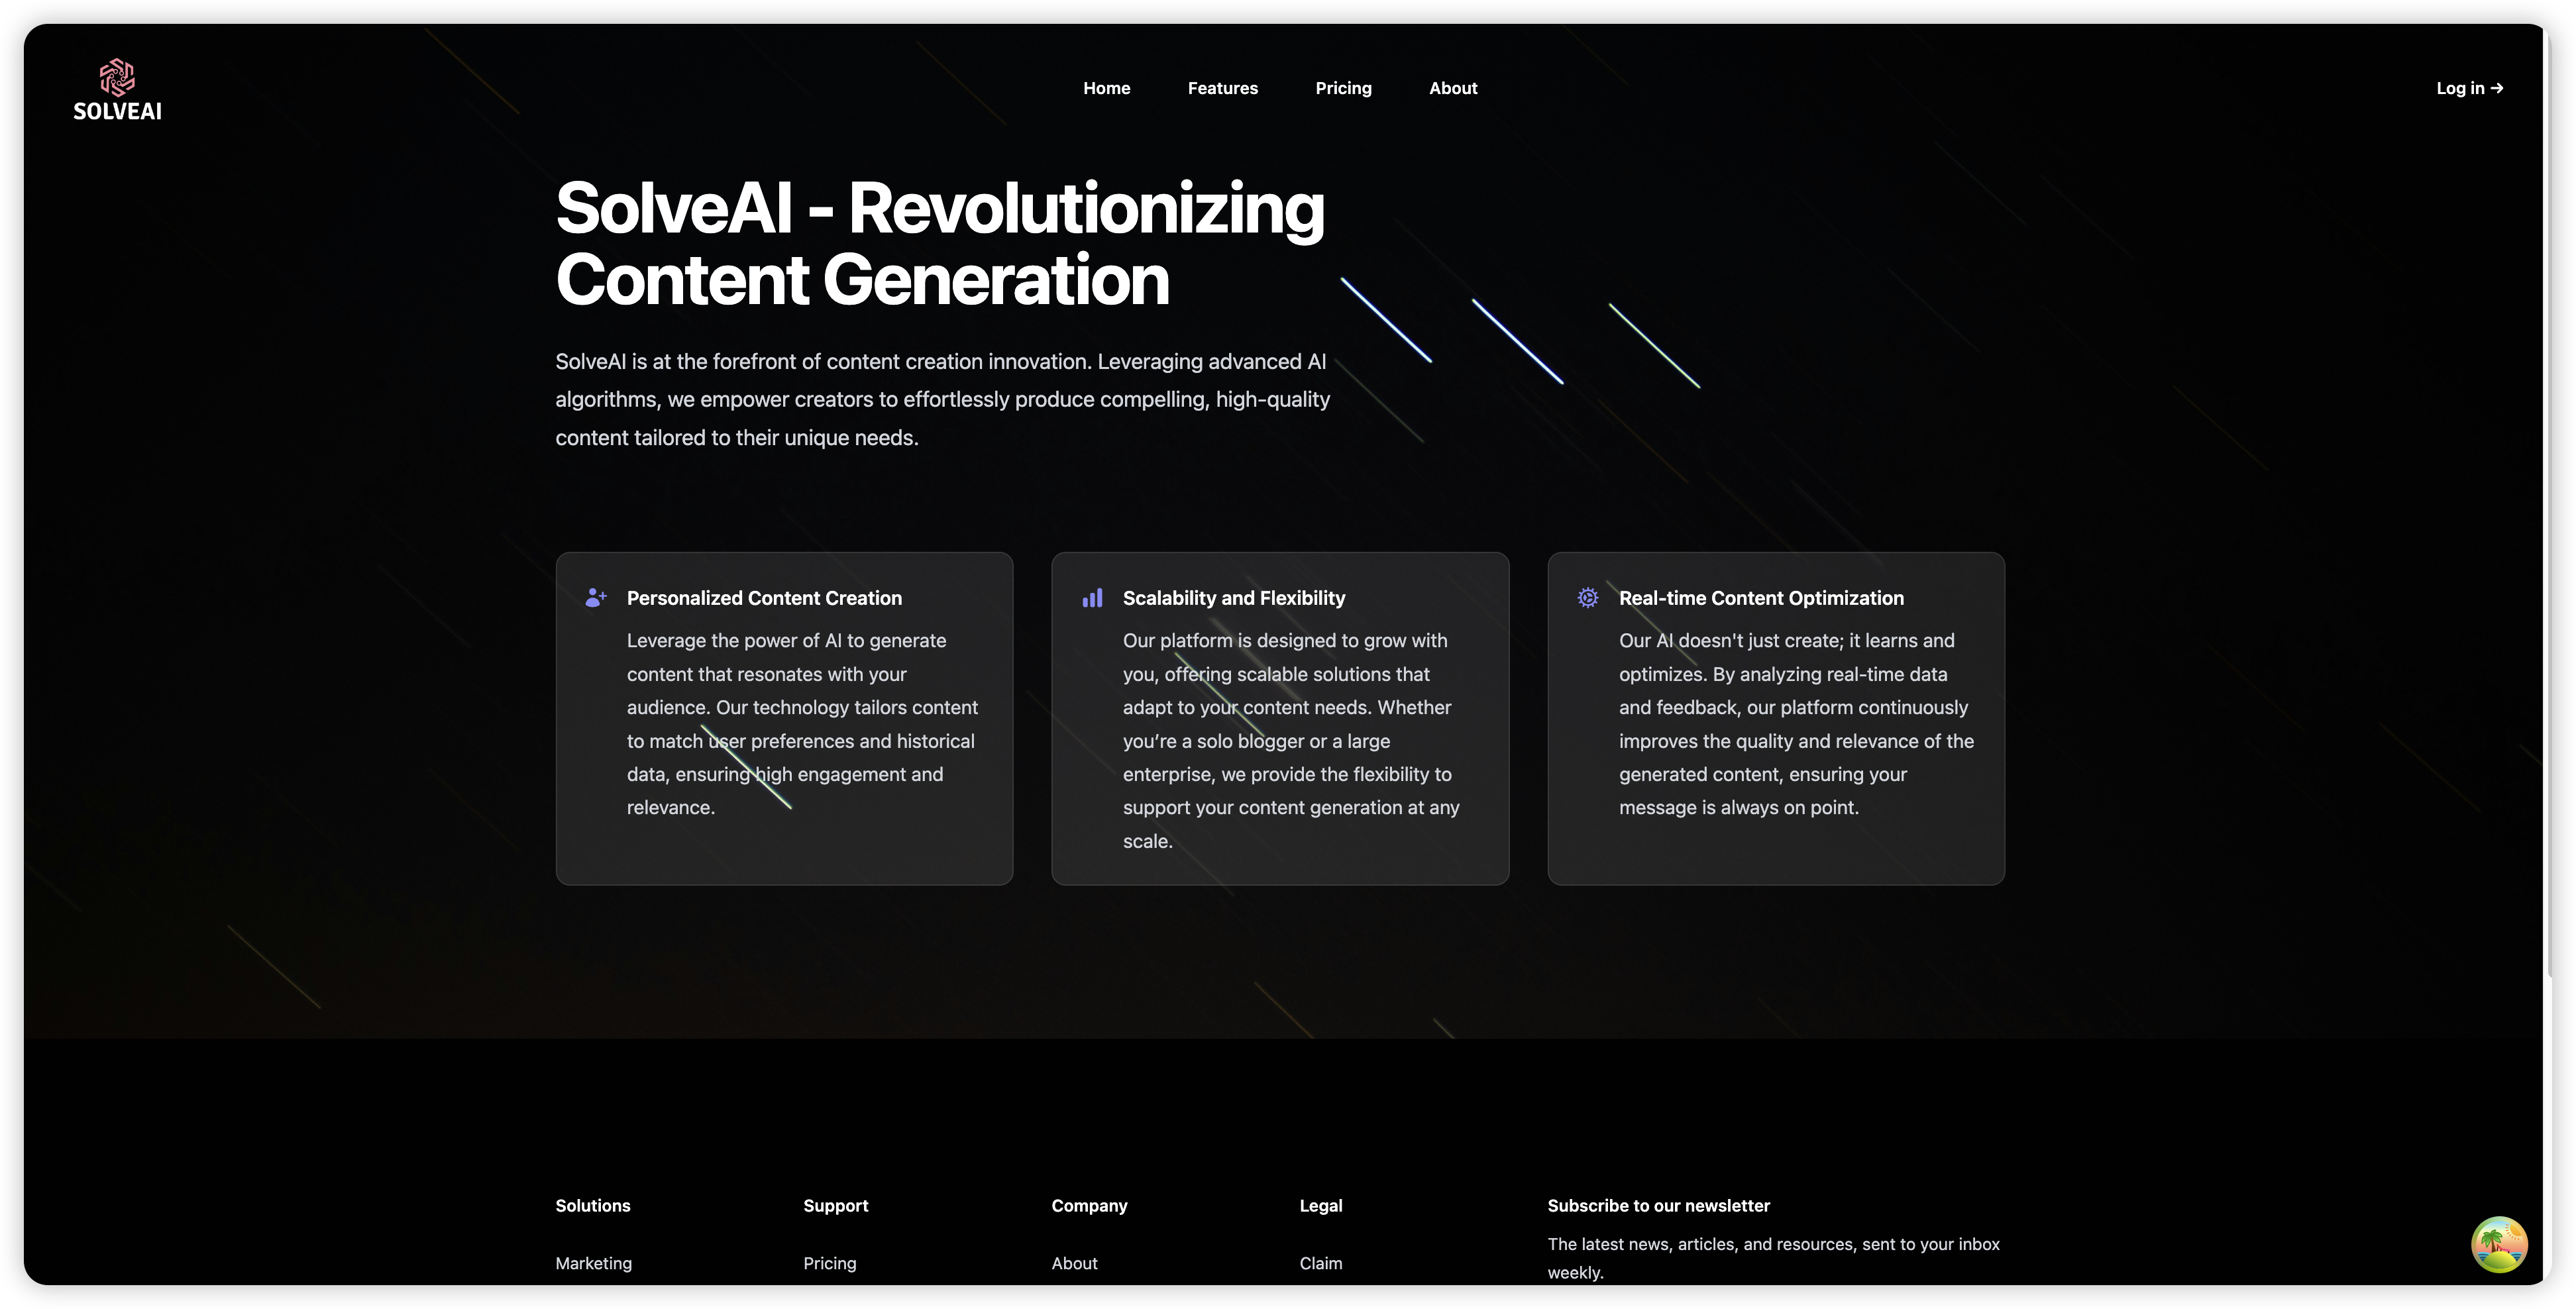 SOLVEAI
Home Features Pricing About
Log in →
SolveAI - Revolutionizing
Content Generation
SolveAI is at the forefront of content creation innovation. Leveraging advanced AI
algorithms, we empower creators to effortlessly produce compelling, high-quality
content tailored to their unique needs.
Personalized Content Creation
Leverage the power of AI to generate
content that resonates with your
audience. Our technology tailors content
to match user preferences and historical
data, ensuring high engagement and
relevance.
Scalability and Flexibility
Our platform is designed to grow with
you, offering scalable solutions that
adapt to your content needs. Whether
you’re a solo blogger or a large
enterprise, we provide the flexibility to
support your content generation at any
scale.
Real-time Content Optimization
Our AI doesn't just create; it learns and
optimizes. By analyzing real-time data
and feedback, our platform continuously
improves the quality and relevance of the
generated content, ensuring your
message is always on point.
Solutions
Marketing
Support
Pricing
Company
About
Legal
Claim
Subscribe to our newsletter
The latest news, articles, and resources, sent to your inbox
weekly.